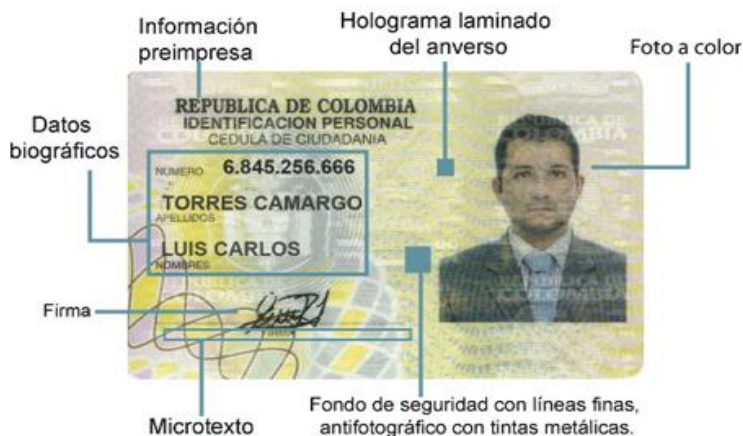 Información
preimpresa
Holograma laminado
del anverso
Foto a color
Datos
biográficos
REPUBLICA DE COLOMBIA
IDENTIFICACION PERSONAL
CEDULA DE CIUDADANIA
NUMERO 6.845.256.666
TORRES CAMARGO
APELLIDOS
LUIS CARLOS
NOMBRES
Firma
Microtexto
Fondo de seguridad con líneas finas,
antifotográfico con tintas metálicas.